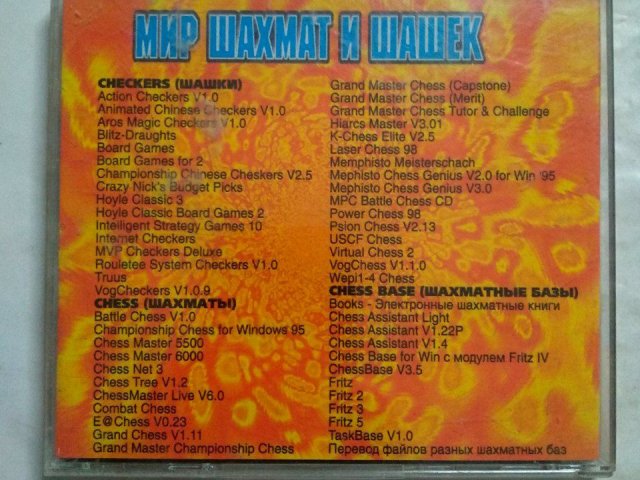 МИР ШАХМАТ И ШАШЕК
CHECKERS (ШАШКИ)
Action Checkers V1.0
Animated Chinese Checkers V1.0
Aros Magic Checkers V1.0
Blitz-Draughts
Board Games
Board Games for 2
Championship Chinese Cheskers V2.5
Crazy Nick's Budget Picks
Hoyle Classic 3
Hoyle Classic Board Games 2
Inteiligent Strategy Games 10
Internet Checkers
MVP Checkers Deluxe
Rouletee System Checkers V1.0
Truus
VogCheckers V1.0.9
CHESS (ШАХМАТЫ)
Battle Chess V1.0
Championship Chess for Windows 95
Chess Master 5500
Chess Master 6000
Chess Net 3
Chess Tree V1.2
ChessMaster Live V6.0
Combat Chess
E@Chess V0.23
Grand Chess V1.11
Grand Master Championship Chess
Grand Master Chess (Capstone)
Grand Master Chess (Merit)
Grand Master Chess Tutor & Challenge
Hiarcs Master V3.01
K-Chess Elite V2.5
Laser Chess 98
Memphisto Meisterschach
Mephisto Chess Genius V2.0 for Win '95
Mephisto Chess Genius V3.0
MPC Battle Chess CD
Power Chess 98
Psion Chess V2.13
USCF Chess
Virtual Chess 2
VogChess V1.1.0
Wepi1-4 Chess
CHESS BASE (ШАХМАТНЫЕ БАЗЫ)
Books - Электронные шахматные книги
Chess Assistant Light
Chess Assistant V1.22P
Chess Assistant V1.4
Chess Base for Win с модулем Fritz IV
ChessBase V3.5
Fritz
Fritz 2
Fritz 3
Fritz 5
TaskBase V1.0
Перевод файлов разных шахматных баз